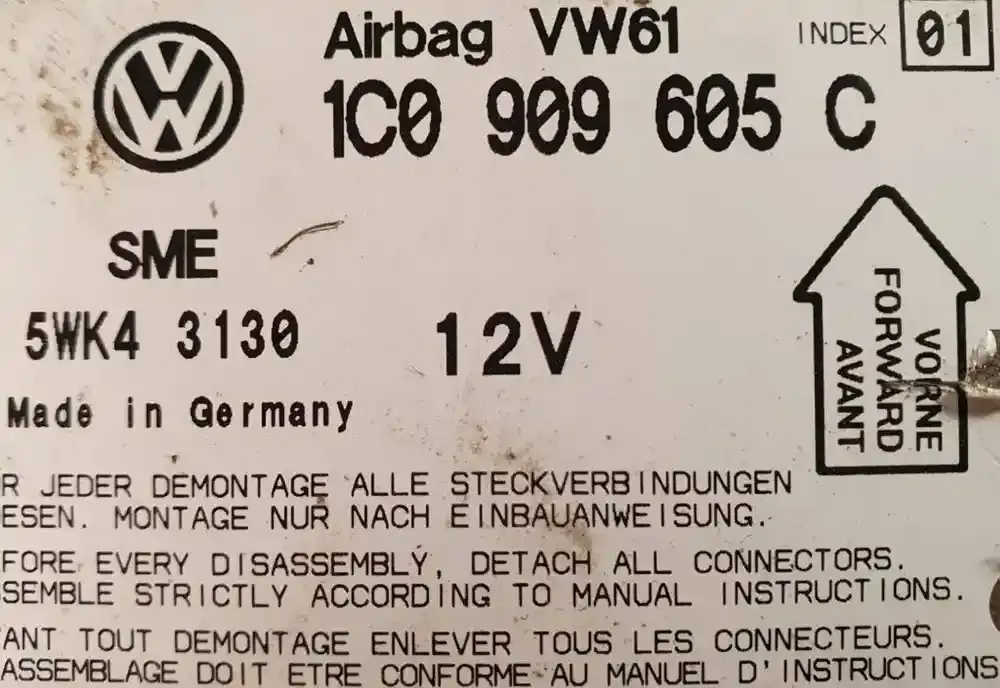 Airbag VW61 INDEX 01
1C0 909 605 C
SME
5WK4 3130 12V
Made in Germany
VORNE
FORWARD
AVANT
R JEDER DEMONTAGE ALLE STECKVERBINDUNGEN
ESEN. MONTAGE NUR NACH EINBAUANWEISUNG.
FORE EVERY DISASSEMBLY, DETACH ALL CONNECTORS.
SEMBLE STRICTLY ACCORDING TO MANUAL INSTRUCTIONS.
ANT TOUT DEMONTAGE ENLEVER TOUS LES CONNECTEURS.
ASSEMBLAGE DOIT ETRE CONFORME AU MANUEL D'INSTRUCTIONS